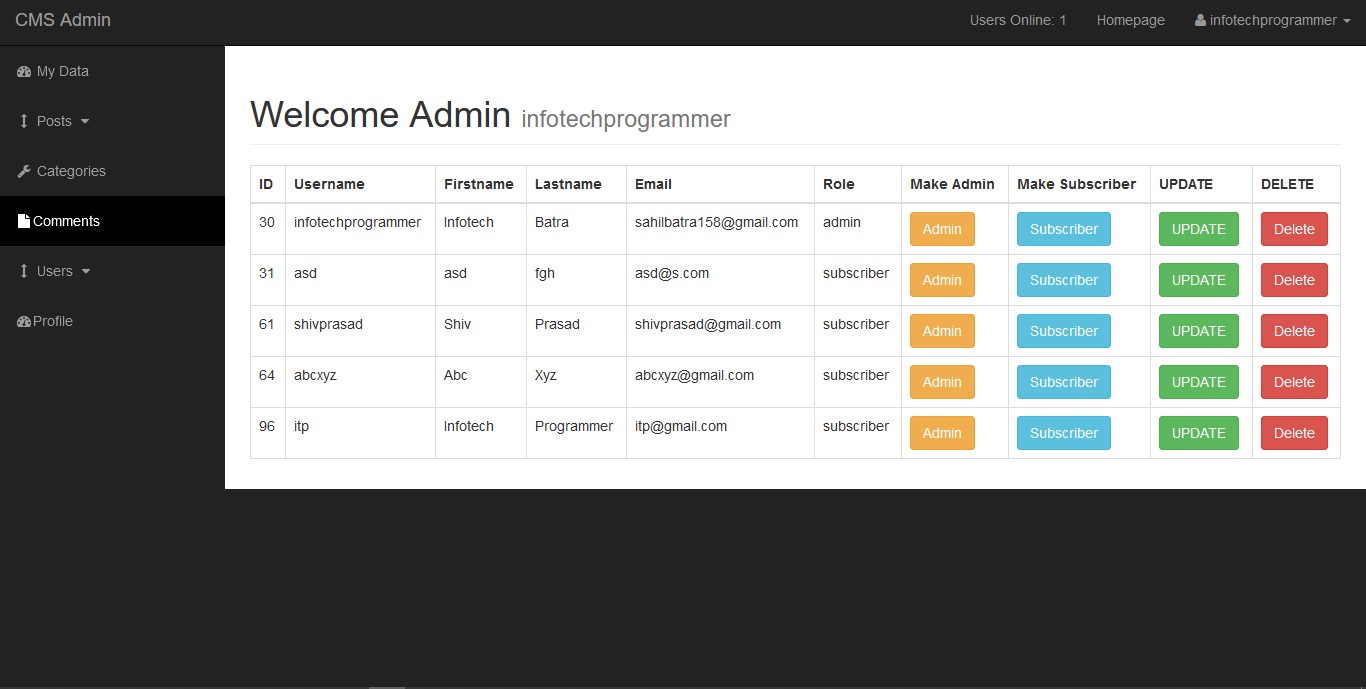 CMS Admin
Users Online: 1
Homepage
infotechprogrammer
My Data
Posts
Categories
Comments
Users
Profile
Welcome Admin infotechprogrammer
ID Username Firstname Lastname Email Role Make Admin Make Subscriber UPDATE DELETE
30 infotechprogrammer Infotech Batra sahilbatra158@gmail.com admin Admin Subscriber UPDATE Delete
31 asd asd fgh asd@s.com subscriber Admin Subscriber UPDATE Delete
61 shivprasad Shiv Prasad shivprasad@gmail.com subscriber Admin Subscriber UPDATE Delete
64 abcxyz Abc Xyz abcxyz@gmail.com subscriber Admin Subscriber UPDATE Delete
96 itp Infotech Programmer itp@gmail.com subscriber Admin Subscriber UPDATE Delete